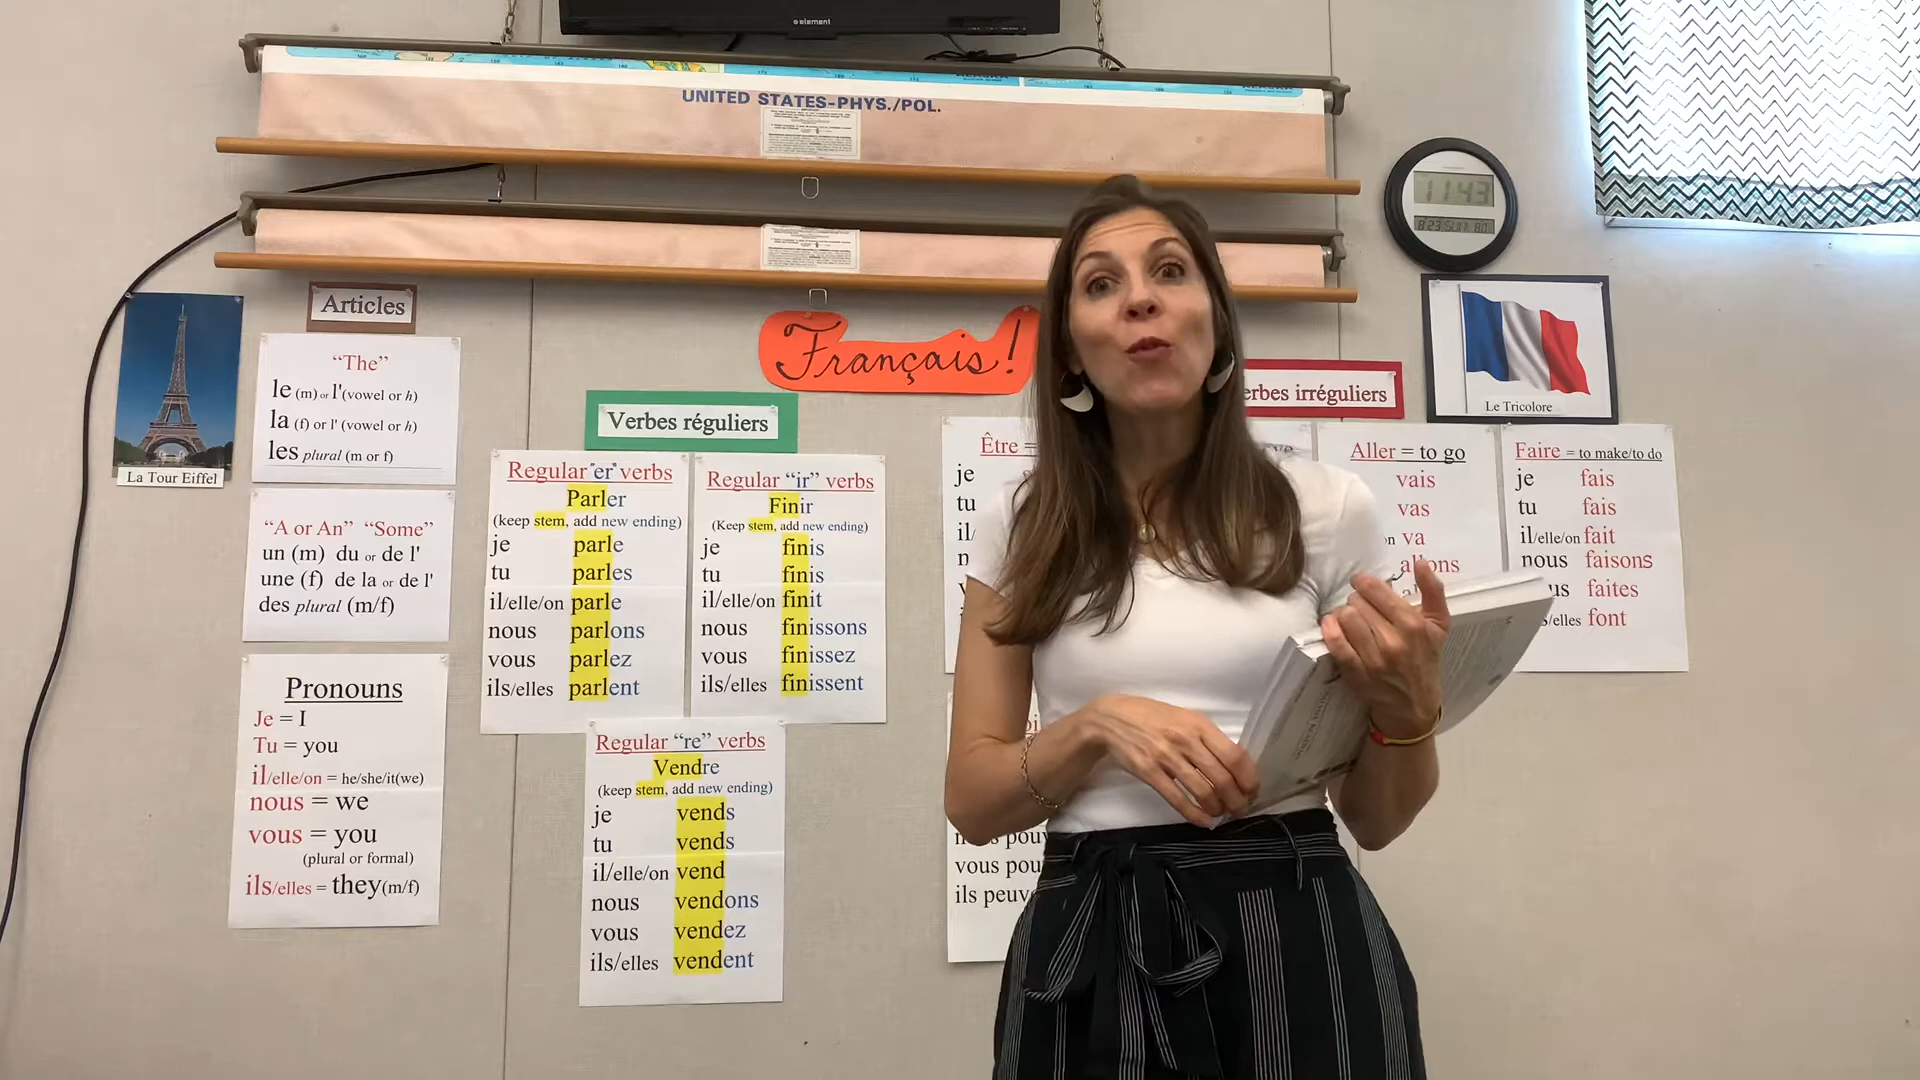 element
UNITED STATES-PHYS./POL.
11:43
Articles
"The"
le (m) or l' (vowel or h)
la (f) or l' (vowel or h)
les plural (m or f)
La Tour Eiffel
"A or An" "Some"
un (m) du or de l'
une (f) de la or de l'
des plural (m/f)
Pronouns
Je = I
Tu = you
il/elle/on = he/she/it(we)
nous = we
vous = you
(plural or formal)
ils/elles = they(m/f)
Français!
Verbes réguliers
Regular "er" verbs
Parler
(keep stem, add new ending)
je parle
tu parles
il/elle/on parle
nous parlons
vous parlez
ils/elles parlent
Regular "ir" verbs
Finir
(Keep stem, add new ending)
je finis
tu finis
il/elle/on finit
nous finissons
vous finissez
ils/elles finissent
Regular "re" verbs
Vendre
(keep stem, add new ending)
je vends
tu vends
il/elle/on vend
nous vendons
vous vendez
ils/elles vendent
erbes irréguliers
Le Tricolore
Être =
je
tu
il/
vous pou
ils peuv
Aller = to go
vais
vas
on va
Faire = to make/to do
je fais
tu fais
il/elle/on fait
nous faisons
us faites
s/elles font